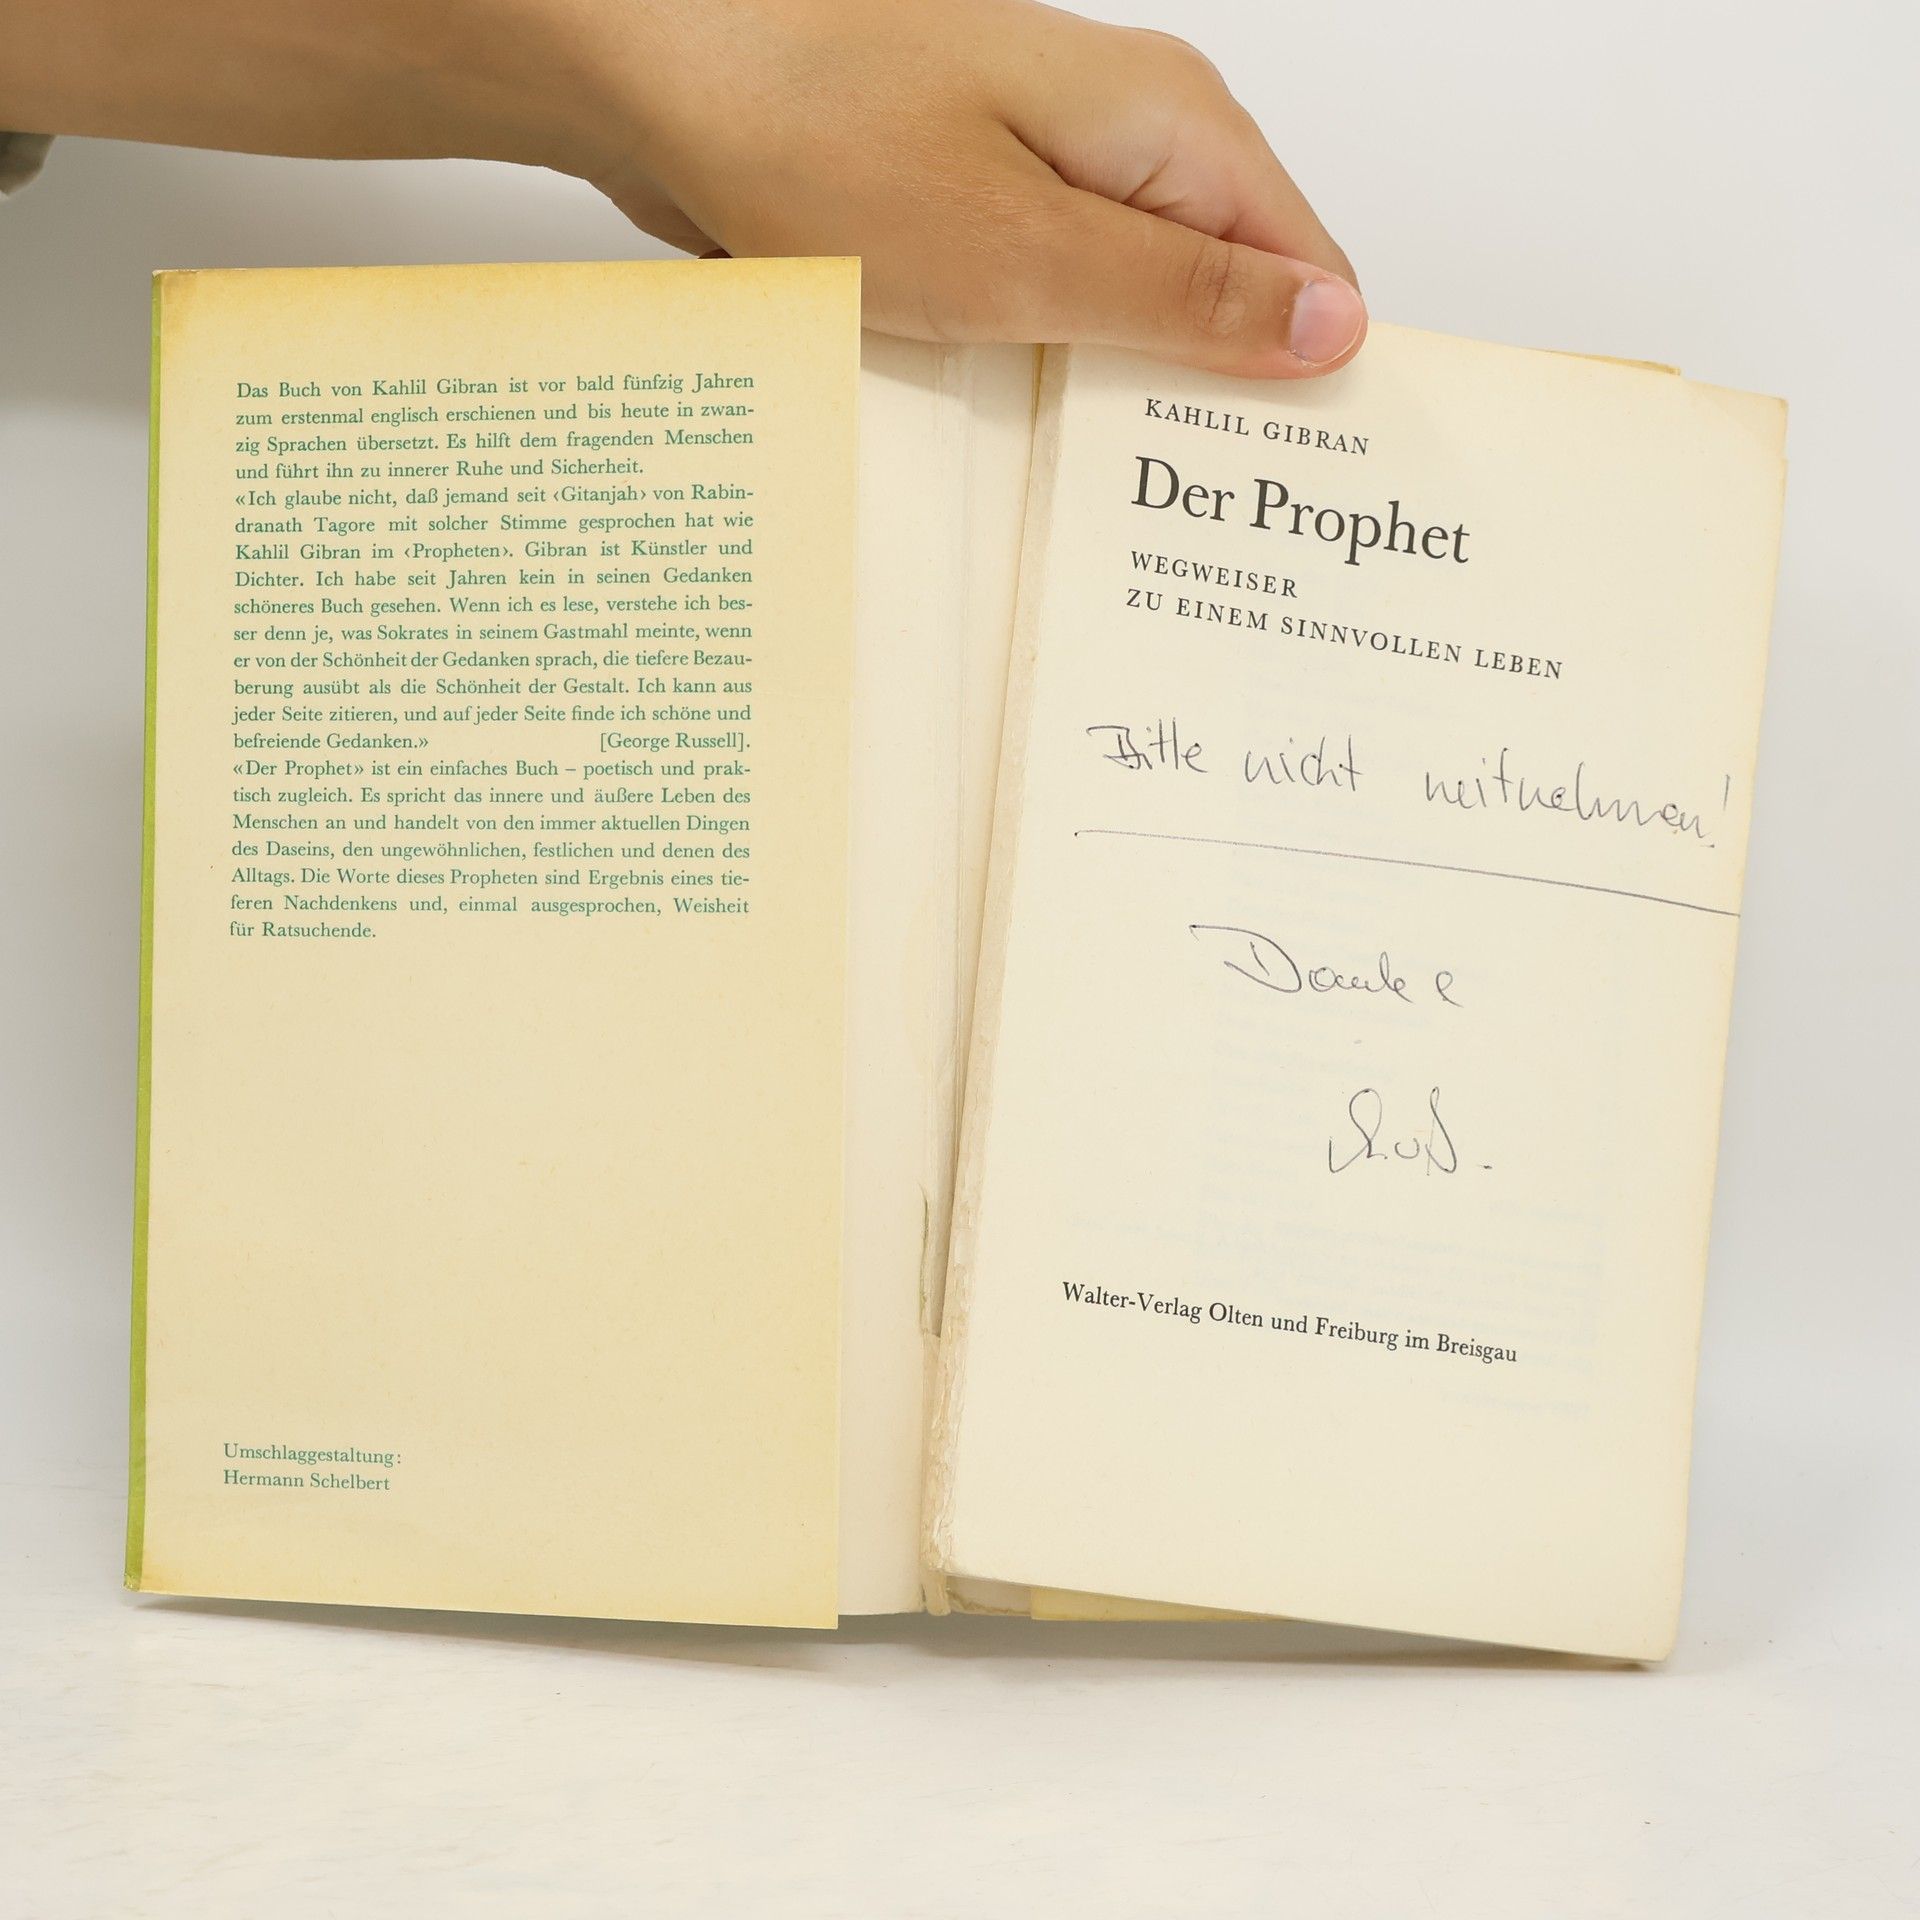 Das Buch von Kahlil Gibran ist vor bald fünfzig Jahren
zum erstenmal englisch erschienen und bis heute in zwan-
zig Sprachen übersetzt. Es hilft dem fragenden Menschen
und führt ihn zu innerer Ruhe und Sicherheit.
«Ich glaube nicht, daß jemand seit ‹Gitanjah› von Rabin-
dranath Tagore mit solcher Stimme gesprochen hat wie
Kahlil Gibran im ‹Propheten›. Gibran ist Künstler und
Dichter. Ich habe seit Jahren kein in seinen Gedanken
schöneres Buch gesehen. Wenn ich es lese, verstehe ich bes-
ser denn je, was Sokrates in seinem Gastmahl meinte, wenn
er von der Schönheit der Gedanken sprach, die tiefere Bezau-
berung ausübt als die Schönheit der Gestalt. Ich kann aus
jeder Seite zitieren, und auf jeder Seite finde ich schöne und
befreiende Gedanken.» [George Russell].
«Der Prophet» ist ein einfaches Buch – poetisch und prak-
tisch zugleich. Es spricht das innere und äußere Leben des
Menschen an und handelt von den immer aktuellen Dingen
des Daseins, den ungewöhnlichen, festlichen und denen des
Alltags. Die Worte dieses Propheten sind Ergebnis eines tie-
feren Nachdenkens und, einmal ausgesprochen, Weisheit
für Ratsuchende.
Umschlaggestaltung:
Hermann Schelbert
KAHLIL GIBRAN
Der Prophet
WEGWEISER
ZU EINEM SINNVOLLEN LEBEN
Bitte nicht mitnehmen!
Danke
Walter-Verlag Olten und Freiburg im Breisgau